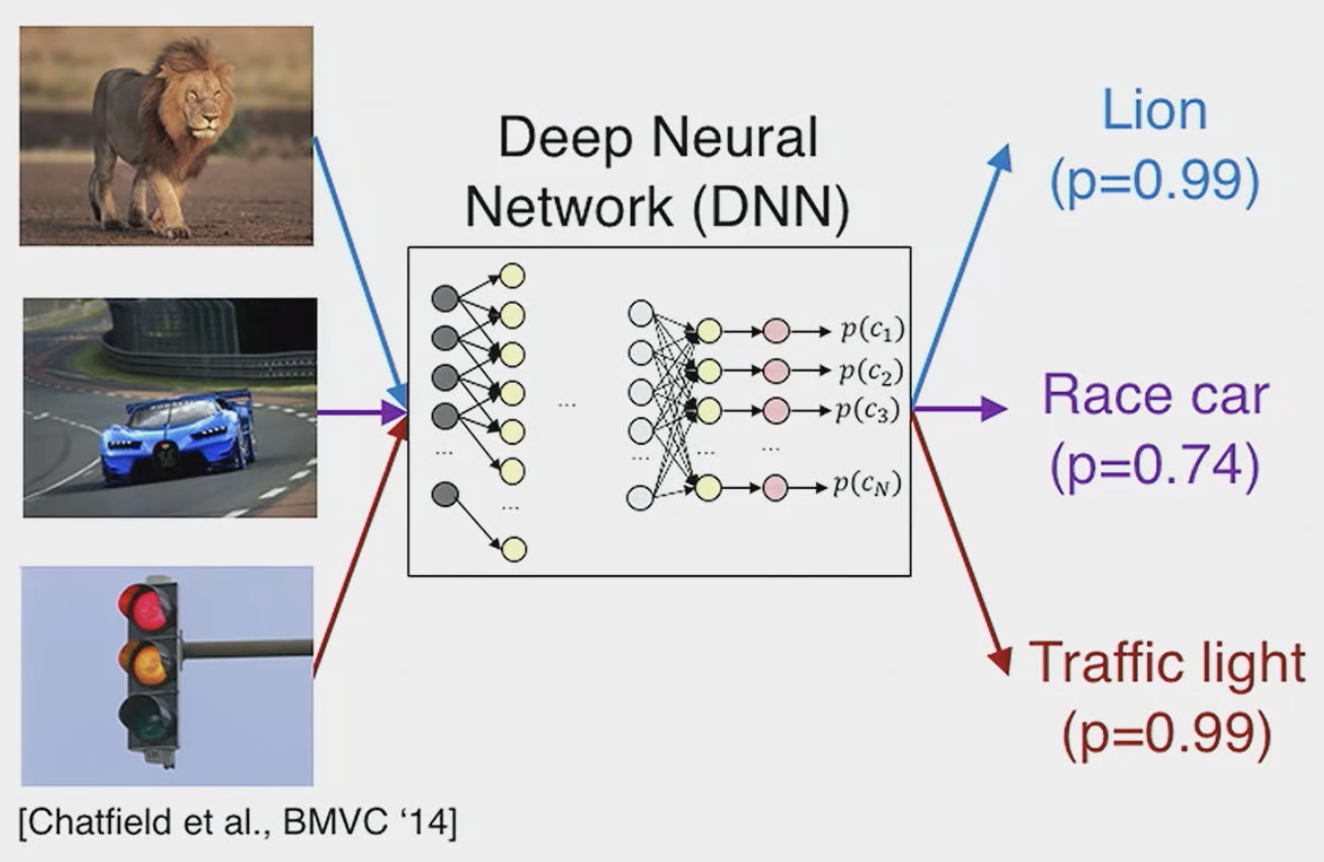 Deep Neural
Network (DNN)
Lion
(p=0.99)
p(c₁)
p(c₂)
p(c₃)
...
...
...
...
...
...
p(c_N)
Race car
(p=0.74)
Traffic light
(p=0.99)
[Chatfield et al., BMVC ‘14]